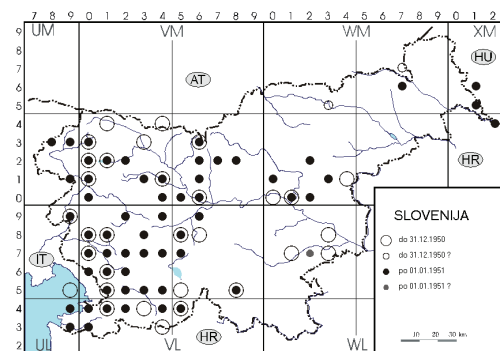 7 8 9 0 1 2 3 4 5 6 7 8 9 0 1 2 3 4 5 6 7 8 9 0 1 2
UM VM WM XM
9
8
7
6
5
4
3
2
1
0
9
8
7
6
5
4
3
2
AT
HU
HR
IT
HR
UL VL WL
SLOVENIJA
do 31.12.1950
do 31.12.1950 ?
po 01.01.1951
po 01.01.1951 ?
10 20 30 km